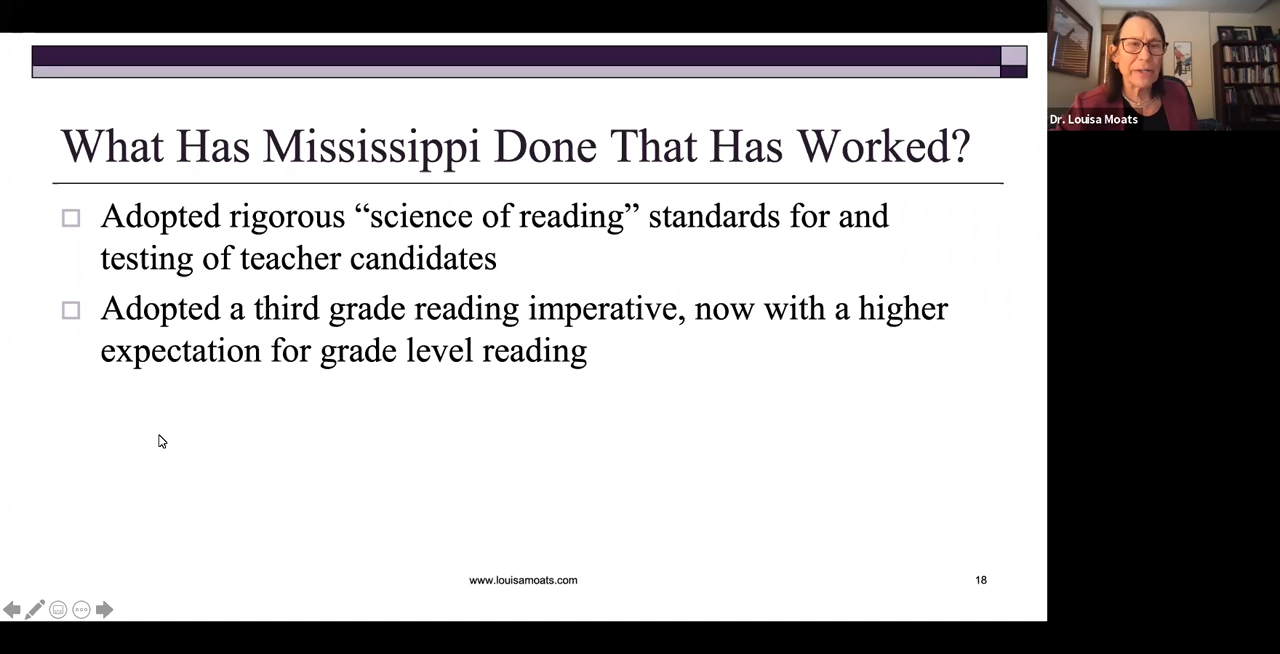 What Has Mississippi Done That Has Worked?
Adopted rigorous “science of reading” standards for and
testing of teacher candidates
Adopted a third grade reading imperative, now with a higher
expectation for grade level reading
www.louisamoats.com
18
Dr. Louisa Moats